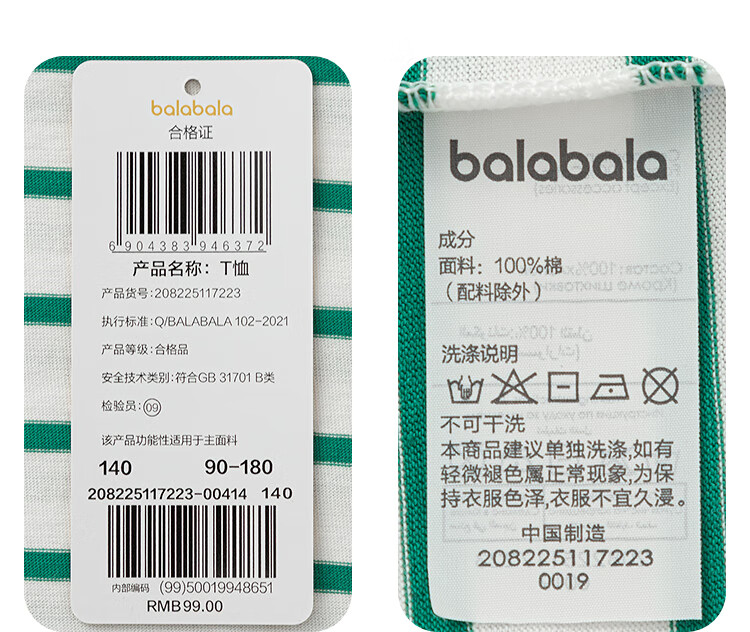 balabala
合格证
6 904383 946372
产品名称：T恤
产品货号:208225117223
执行标准:Q/BALABALA 102-2021
产品等级:合格品
安全技术类别:符合GB 31701 B类
检验员:09
该产品功能性适用于主面料
140 90-180
208225117223-00414 140
内部编码 (99)50019948651
RMB99.00
balabala
成分
面料：100%棉
（配料除外）
洗涤说明
不可干洗
本商品建议单独洗涤,如有
轻微褪色属正常现象,为保
持衣服色泽,衣服不宜久浸。
中国制造
208225117223
0019